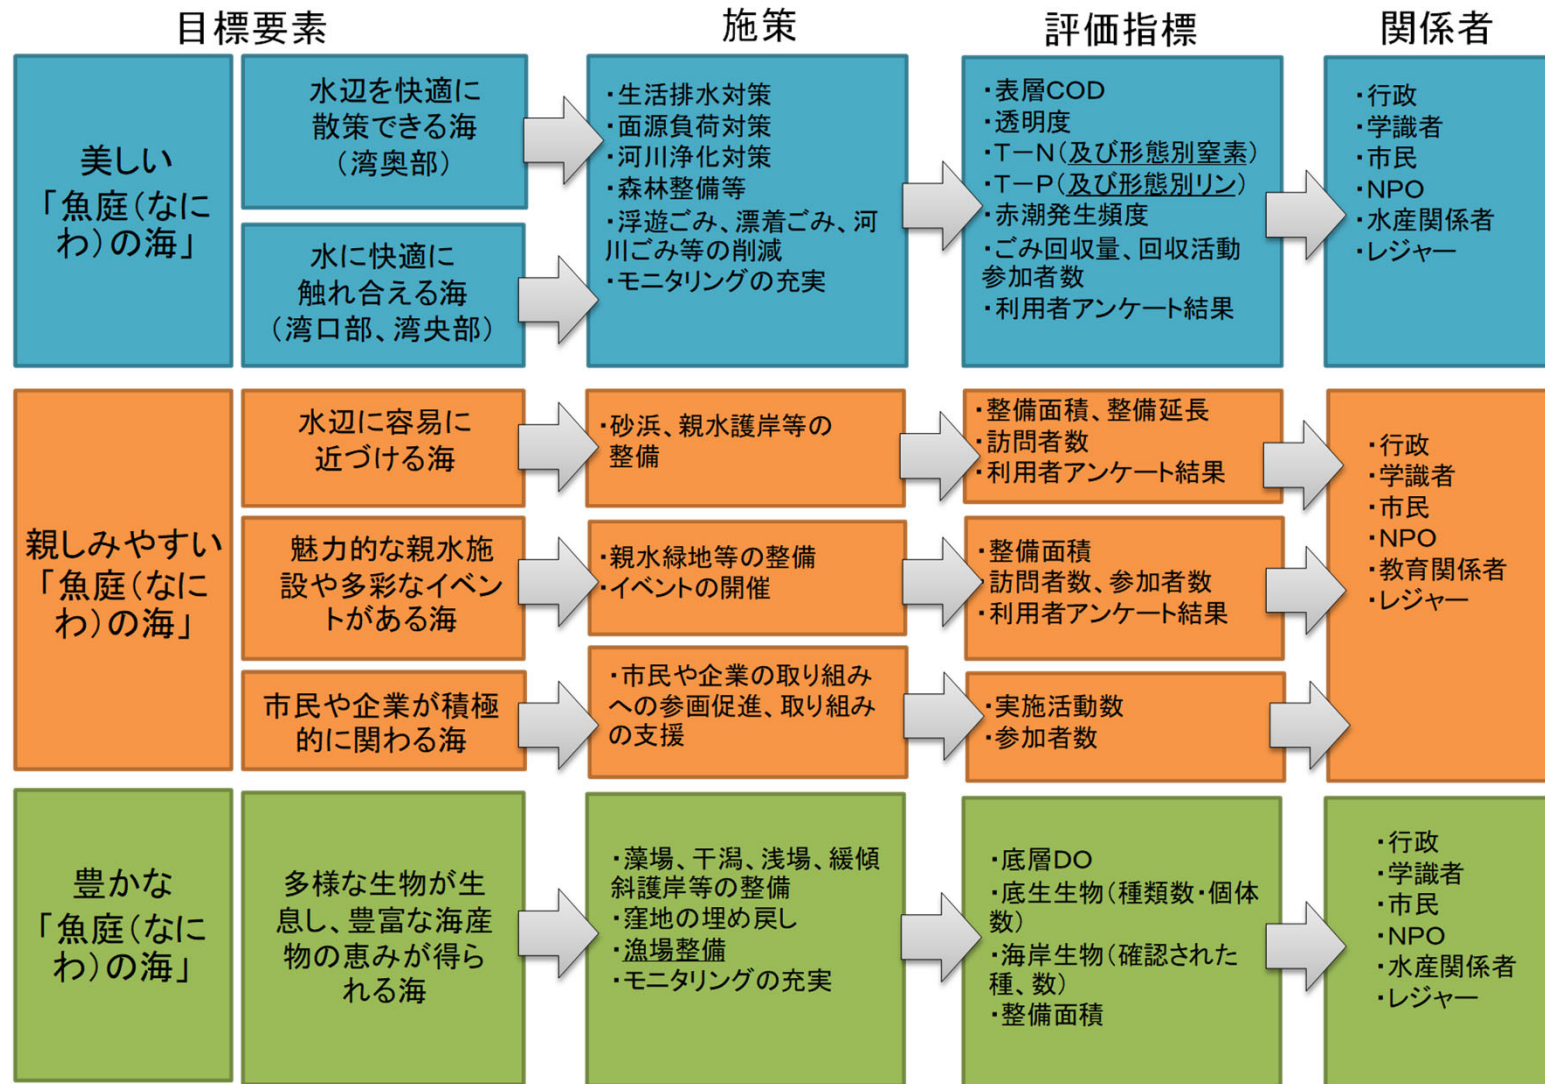 目標要素
施策
評価指標
関係者
美しい
「魚庭(なに
わ)の海」
水辺を快適に
散策できる海
(湾奥部)
水に快適に
触れ合える海
(湾口部、湾央部)
・生活排水対策
・面源負荷対策
・河川浄化対策
・森林整備等
・浮遊ごみ、漂着ごみ、河
川ごみ等の削減
・モニタリングの充実
・表層COD
・透明度
・T-N(及び形態別窒素)
・T-P(及び形態別リン)
・赤潮発生頻度
・ごみ回収量、回収活動
参加者数
・利用者アンケート結果
・行政
・学識者
・市民
・NPO
・水産関係者
・レジャー
親しみやすい
「魚庭(なに
わ)の海」
水辺に容易に
近づける海
・砂浜、親水護岸等の
整備
・整備面積、整備延長
・訪問者数
・利用者アンケート結果
魅力的な親水施
設や多彩なイベン
トがある海
・親水緑地等の整備
・イベントの開催
・整備面積
・訪問者数、参加者数
・利用者アンケート結果
市民や企業が積極
的に関わる海
・市民や企業の取り組み
への参画促進、取り組み
の支援
・実施活動数
・参加者数
・行政
・学識者
・市民
・NPO
・教育関係者
・レジャー
豊かな
「魚庭(なに
わ)の海」
多様な生物が生
息し、豊富な海産
物の恵みが得ら
れる海
・藻場、干潟、浅場、緩傾
斜護岸等の整備
・窪地の埋め戻し
・漁場整備
・モニタリングの充実
・底層DO
・底生生物(種類数・個体
数)
・海岸生物(確認された
種、数)
・整備面積
・行政
・学識者
・市民
・NPO
・水産関係者
・レジャー